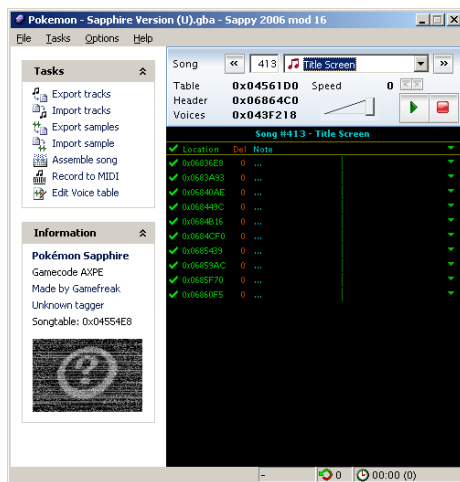 Pokemon - Sapphire Version (U).gba - Sappy 2006 mod 16
File Tasks Options Help
Tasks
Export tracks
Import tracks
Export samples
Import sample
Assemble song
Record to MIDI
Edit Voice table
Information
Pokémon Sapphire
Gamecode AXPE
Made by Gamefreak
Unknown tagger
Songtable: 0x04554E8
Song 413 Title Screen
Table 0x04561D0 Speed 0
Header 0x06864C0
Voices 0x043F218
Song #413 - Title Screen
Location Del Note
0x06836E8 0 ...
0x0683A93 0 ...
0x06840AE 0 ...
0x068449C 0 ...
0x0684B16 0 ...
0x0684CF0 0 ...
0x0685439 0 ...
0x06859AC 0 ...
0x0685F70 0 ...
0x06860F5 0 ...
- 0 00:00 (0)